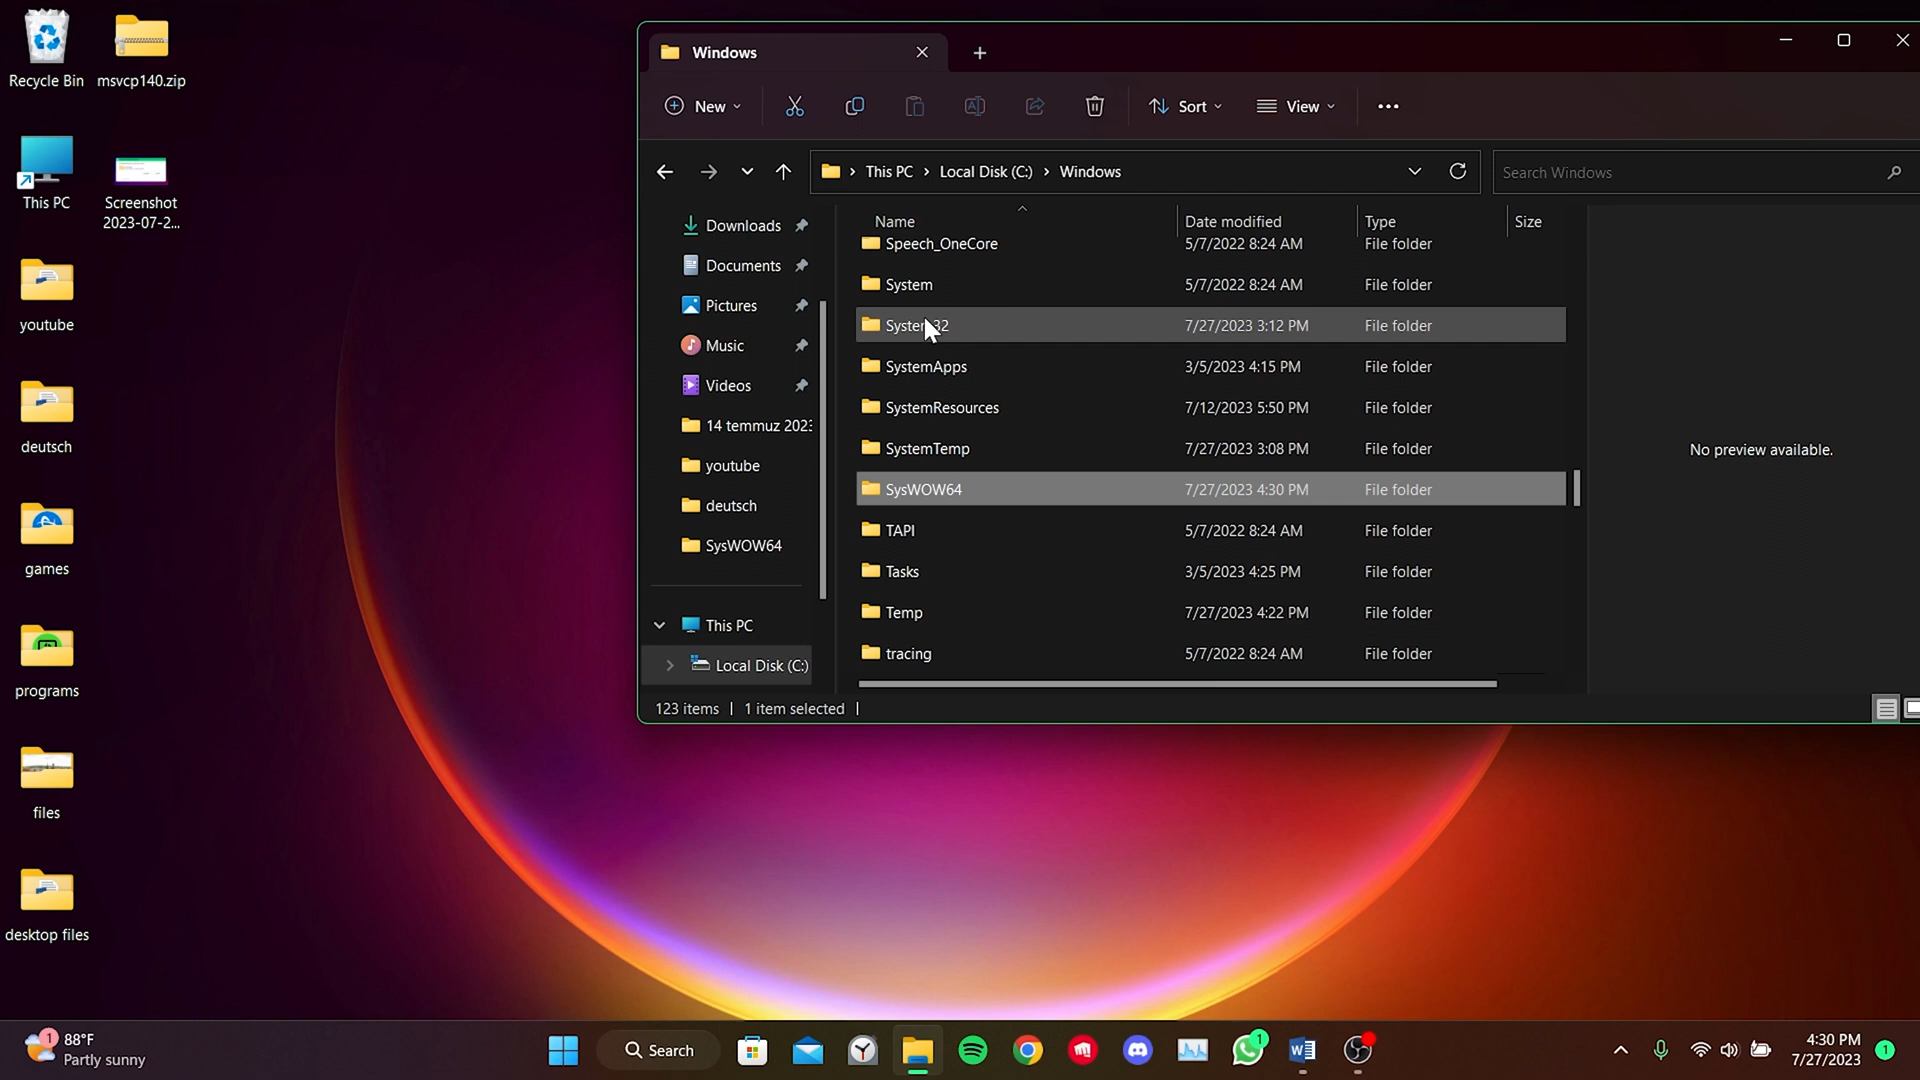 Recycle Bin
msvcp140.zip
This PC
Screenshot
2023-07-2...
youtube
deutsch
games
programs
files
desktop files
Windows
New
Sort
View
This PC
Local Disk (C:)
Windows
Search Windows
Downloads
Documents
Pictures
Music
Videos
14 temmuz 2023
youtube
deutsch
SysWOW64
This PC
Local Disk (C:)
Name Date modified Type Size
Speech_OneCore 5/7/2022 8:24 AM File folder
System 5/7/2022 8:24 AM File folder
System32 7/27/2023 3:12 PM File folder
SystemApps 3/5/2023 4:15 PM File folder
SystemResources 7/12/2023 5:50 PM File folder
SystemTemp 7/27/2023 3:08 PM File folder
SysWOW64 7/27/2023 4:30 PM File folder
TAPI 5/7/2022 8:24 AM File folder
Tasks 3/5/2023 4:25 PM File folder
Temp 7/27/2023 4:22 PM File folder
tracing 5/7/2022 8:24 AM File folder
No preview available.
123 items
1 item selected
1
88°F
Partly sunny
Search
1
4:30 PM
7/27/2023
1